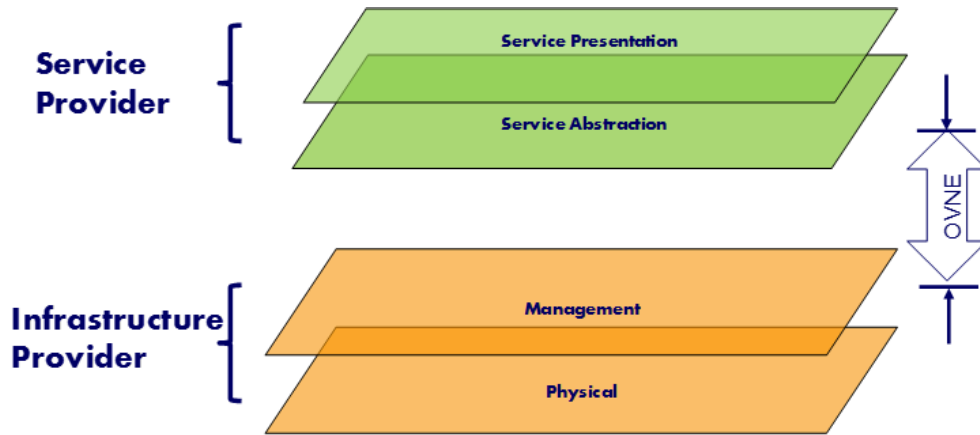 Service Presentation
Service
Provider
Service Abstraction
OVNE
Infrastructure
Provider
Management
Physical